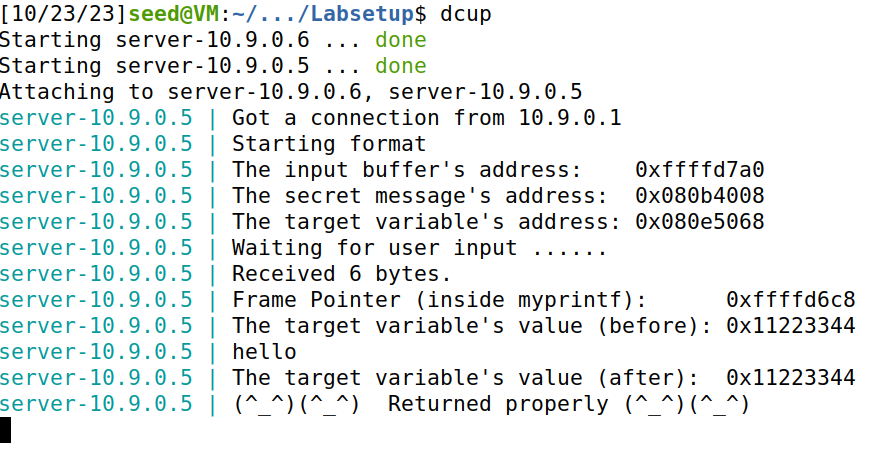 [10/23/23]seed@VM:~/.../Labsetup$ dcup
Starting server-10.9.0.6 ... done
Starting server-10.9.0.5 ... done
Attaching to server-10.9.0.6, server-10.9.0.5
server-10.9.0.5 | Got a connection from 10.9.0.1
server-10.9.0.5 | Starting format
server-10.9.0.5 | The input buffer's address:    0xffffd7a0
server-10.9.0.5 | The secret message's address:  0x080b4008
server-10.9.0.5 | The target variable's address: 0x080e5068
server-10.9.0.5 | Waiting for user input ......
server-10.9.0.5 | Received 6 bytes.
server-10.9.0.5 | Frame Pointer (inside myprintf):      0xffffd6c8
server-10.9.0.5 | The target variable's value (before): 0x11223344
server-10.9.0.5 | hello
server-10.9.0.5 | The target variable's value (after):  0x11223344
server-10.9.0.5 | (^_^)(^_^)  Returned properly (^_^)(^_^)